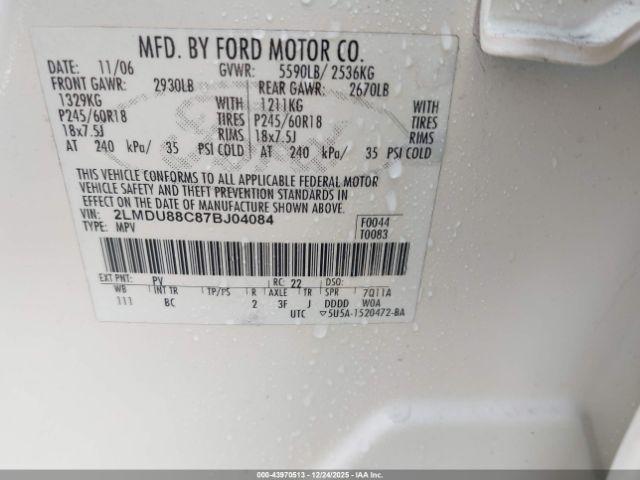 MFD. BY FORD MOTOR CO.
DATE: 11/06 GVWR: 5590LB/ 2536KG
FRONT GAWR: 2930LB REAR GAWR: 2670LB
1329KG WITH 1211KG WITH
P245/60R18 TIRES P245/60R18 TIRES
18x7.5J RIMS 18x7.5J RIMS
AT 240 kPa/ 35 PSI COLD AT 240 kPa/ 35 PSI COLD
THIS VEHICLE CONFORMS TO ALL APPLICABLE FEDERAL MOTOR
VEHICLE SAFETY AND THEFT PREVENTION STANDARDS IN
EFFECT ON THE DATE OF MANUFACTURE SHOWN ABOVE.
VIN: 2LMDU88C87BJ04084 F0044
TYPE: MPV T0083
EXT PNT: PV RC: 22 DSO:
WB INT TR TP/PS R AXLE TR SPR 7Q11A
111 BC 2 3F J DDDD W0A
UTC ▽5U5A-1520472-BA
000-43970513 - 12/24/2025 - IAAI.COM